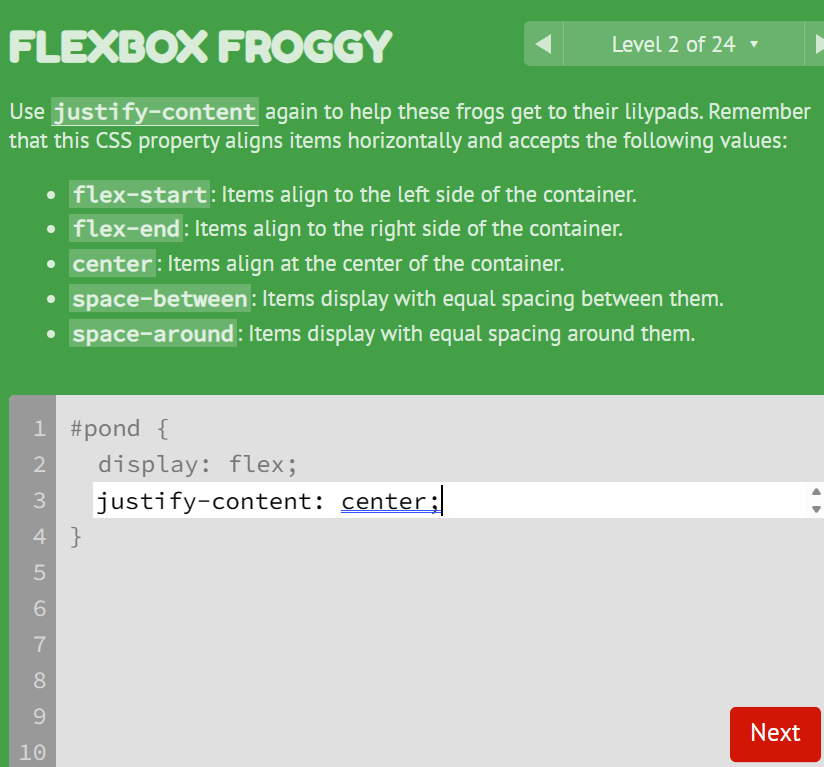 FLEXBOX FROGGY
Level 2 of 24
Use justify-content again to help these frogs get to their lilypads. Remember
that this CSS property aligns items horizontally and accepts the following values:
flex-start: Items align to the left side of the container.
flex-end: Items align to the right side of the container.
center: Items align at the center of the container.
space-between: Items display with equal spacing between them.
space-around: Items display with equal spacing around them.
1 #pond {
2 display: flex;
3 justify-content: center;
4 }
5
6
7
8
9
10
Next